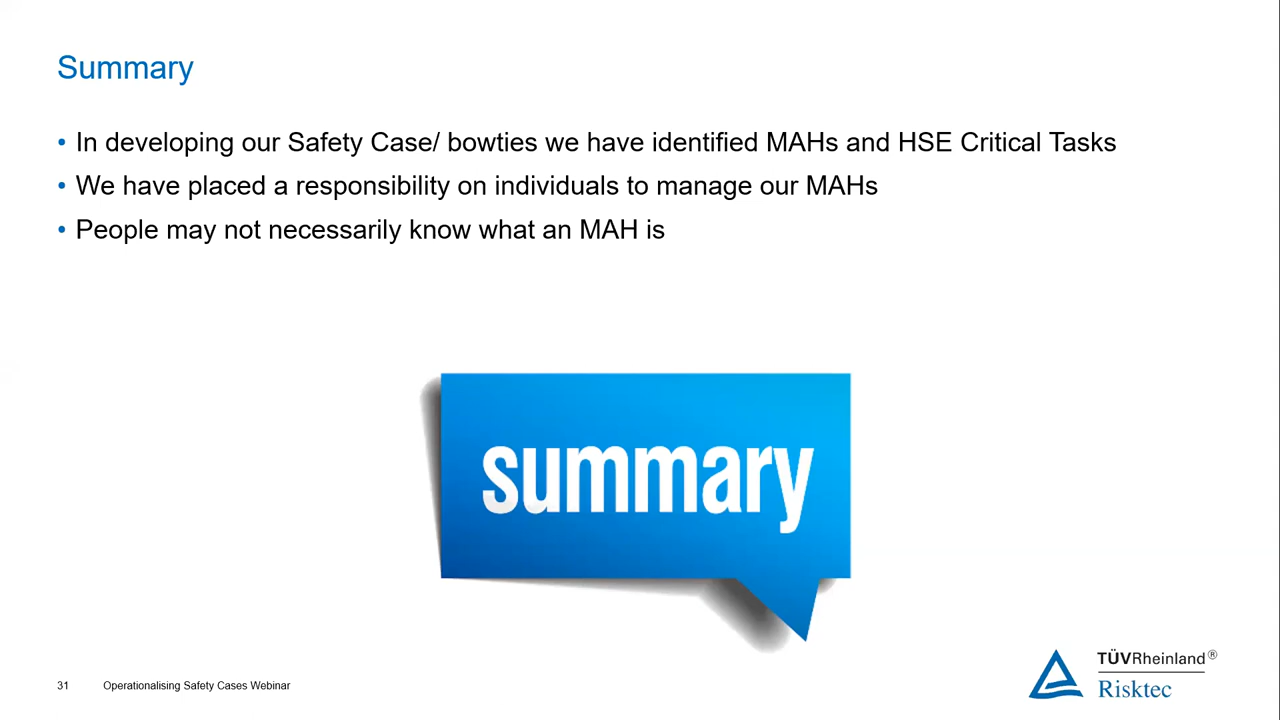 Summary
• In developing our Safety Case/ bowties we have identified MAHs and HSE Critical Tasks
• We have placed a responsibility on individuals to manage our MAHs
• People may not necessarily know what an MAH is
summary
31 Operationalising Safety Cases Webinar
TÜVRheinland®
Risktec